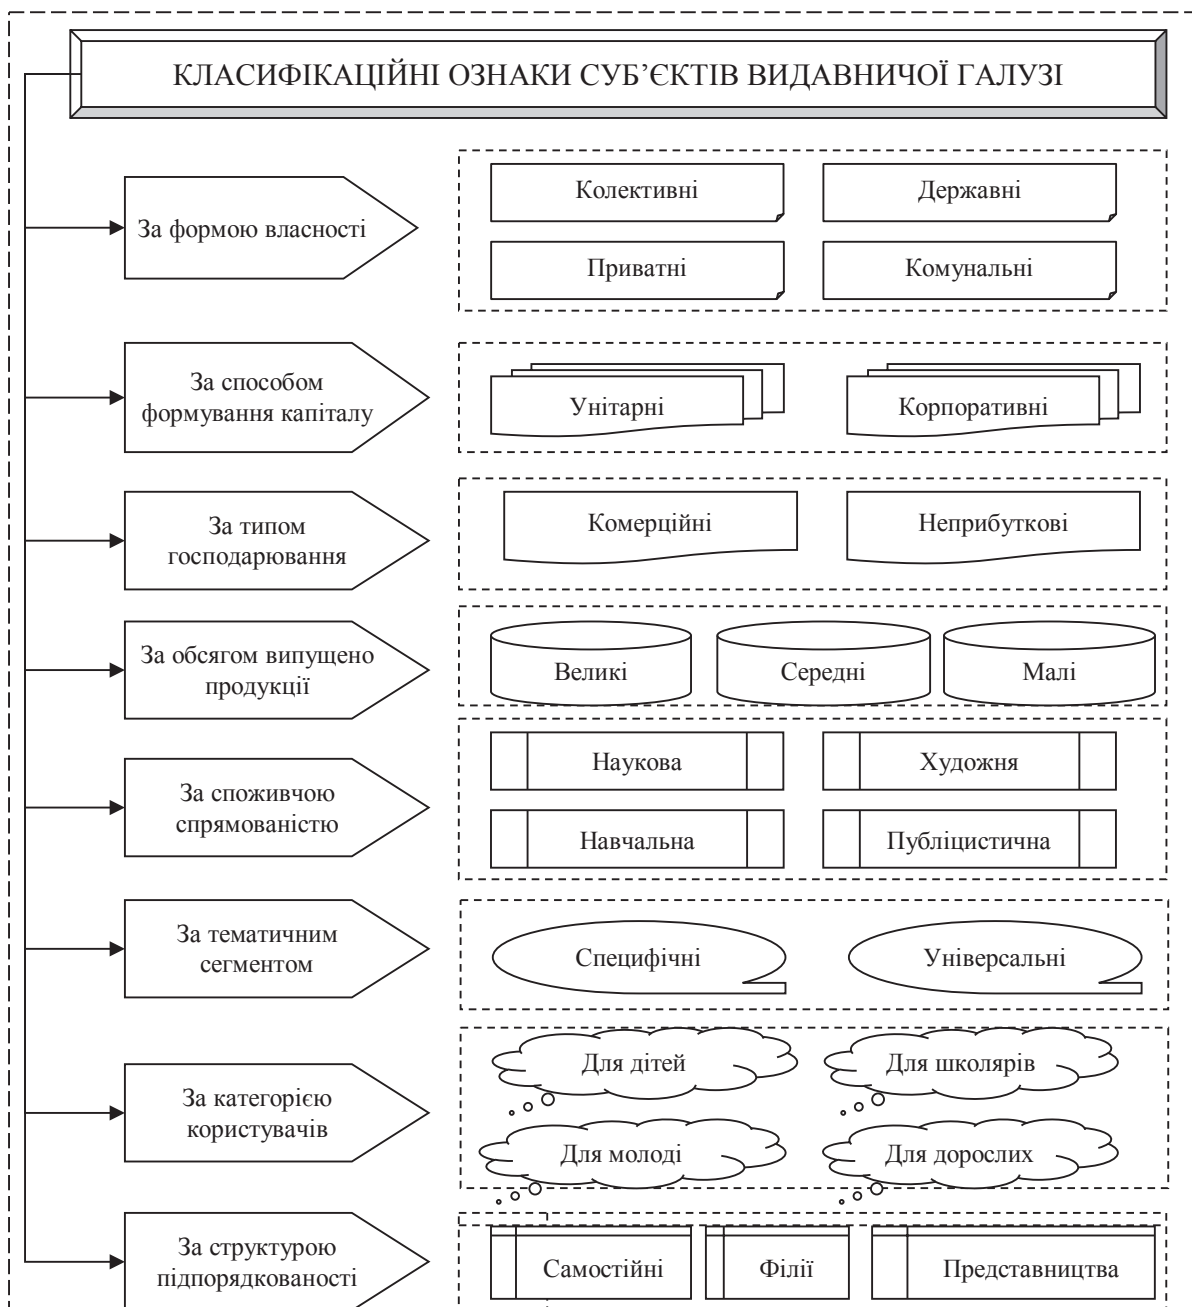 КЛАСИФІКАЦІЙНІ ОЗНАКИ СУБ’ЄКТІВ ВИДАВНИЧОЇ ГАЛУЗІ
За формою власності
Колективні
Державні
Приватні
Комунальні
За способом
формування капіталу
Унітарні
Корпоративні
За типом
господарювання
Комерційні
Неприбуткові
За обсягом випущено
продукції
Великі
Середні
Малі
За споживчою
спрямованістю
Наукова
Художня
Навчальна
Публіцистична
За тематичним
сегментом
Специфічні
Універсальні
За категорією
користувачів
Для дітей
Для школярів
Для молоді
Для дорослих
За структурою
підпорядкованості
Самостійні
Філії
Представництва